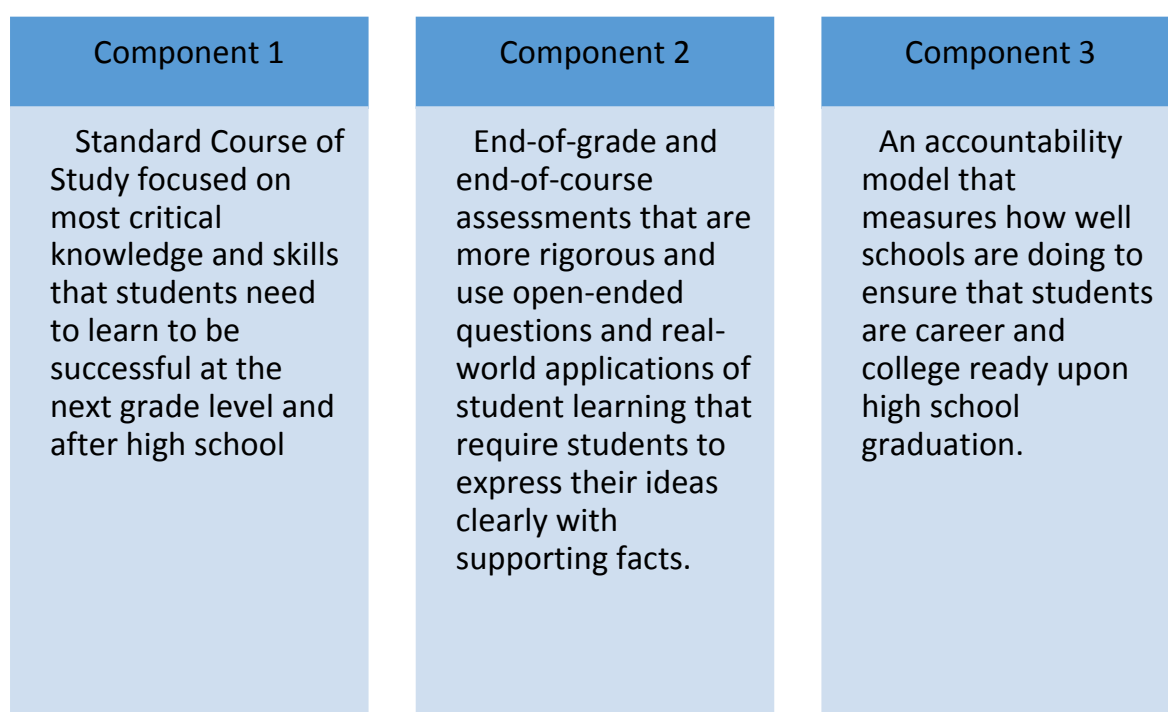 Component 1
Standard Course of
Study focused on
most critical
knowledge and skills
that students need
to learn to be
successful at the
next grade level and
after high school
Component 2
End-of-grade and
end-of-course
assessments that are
more rigorous and
use open-ended
questions and real-
world applications of
student learning that
require students to
express their ideas
clearly with
supporting facts.
Component 3
An accountability
model that
measures how well
schools are doing to
ensure that students
are career and
college ready upon
high school
graduation.